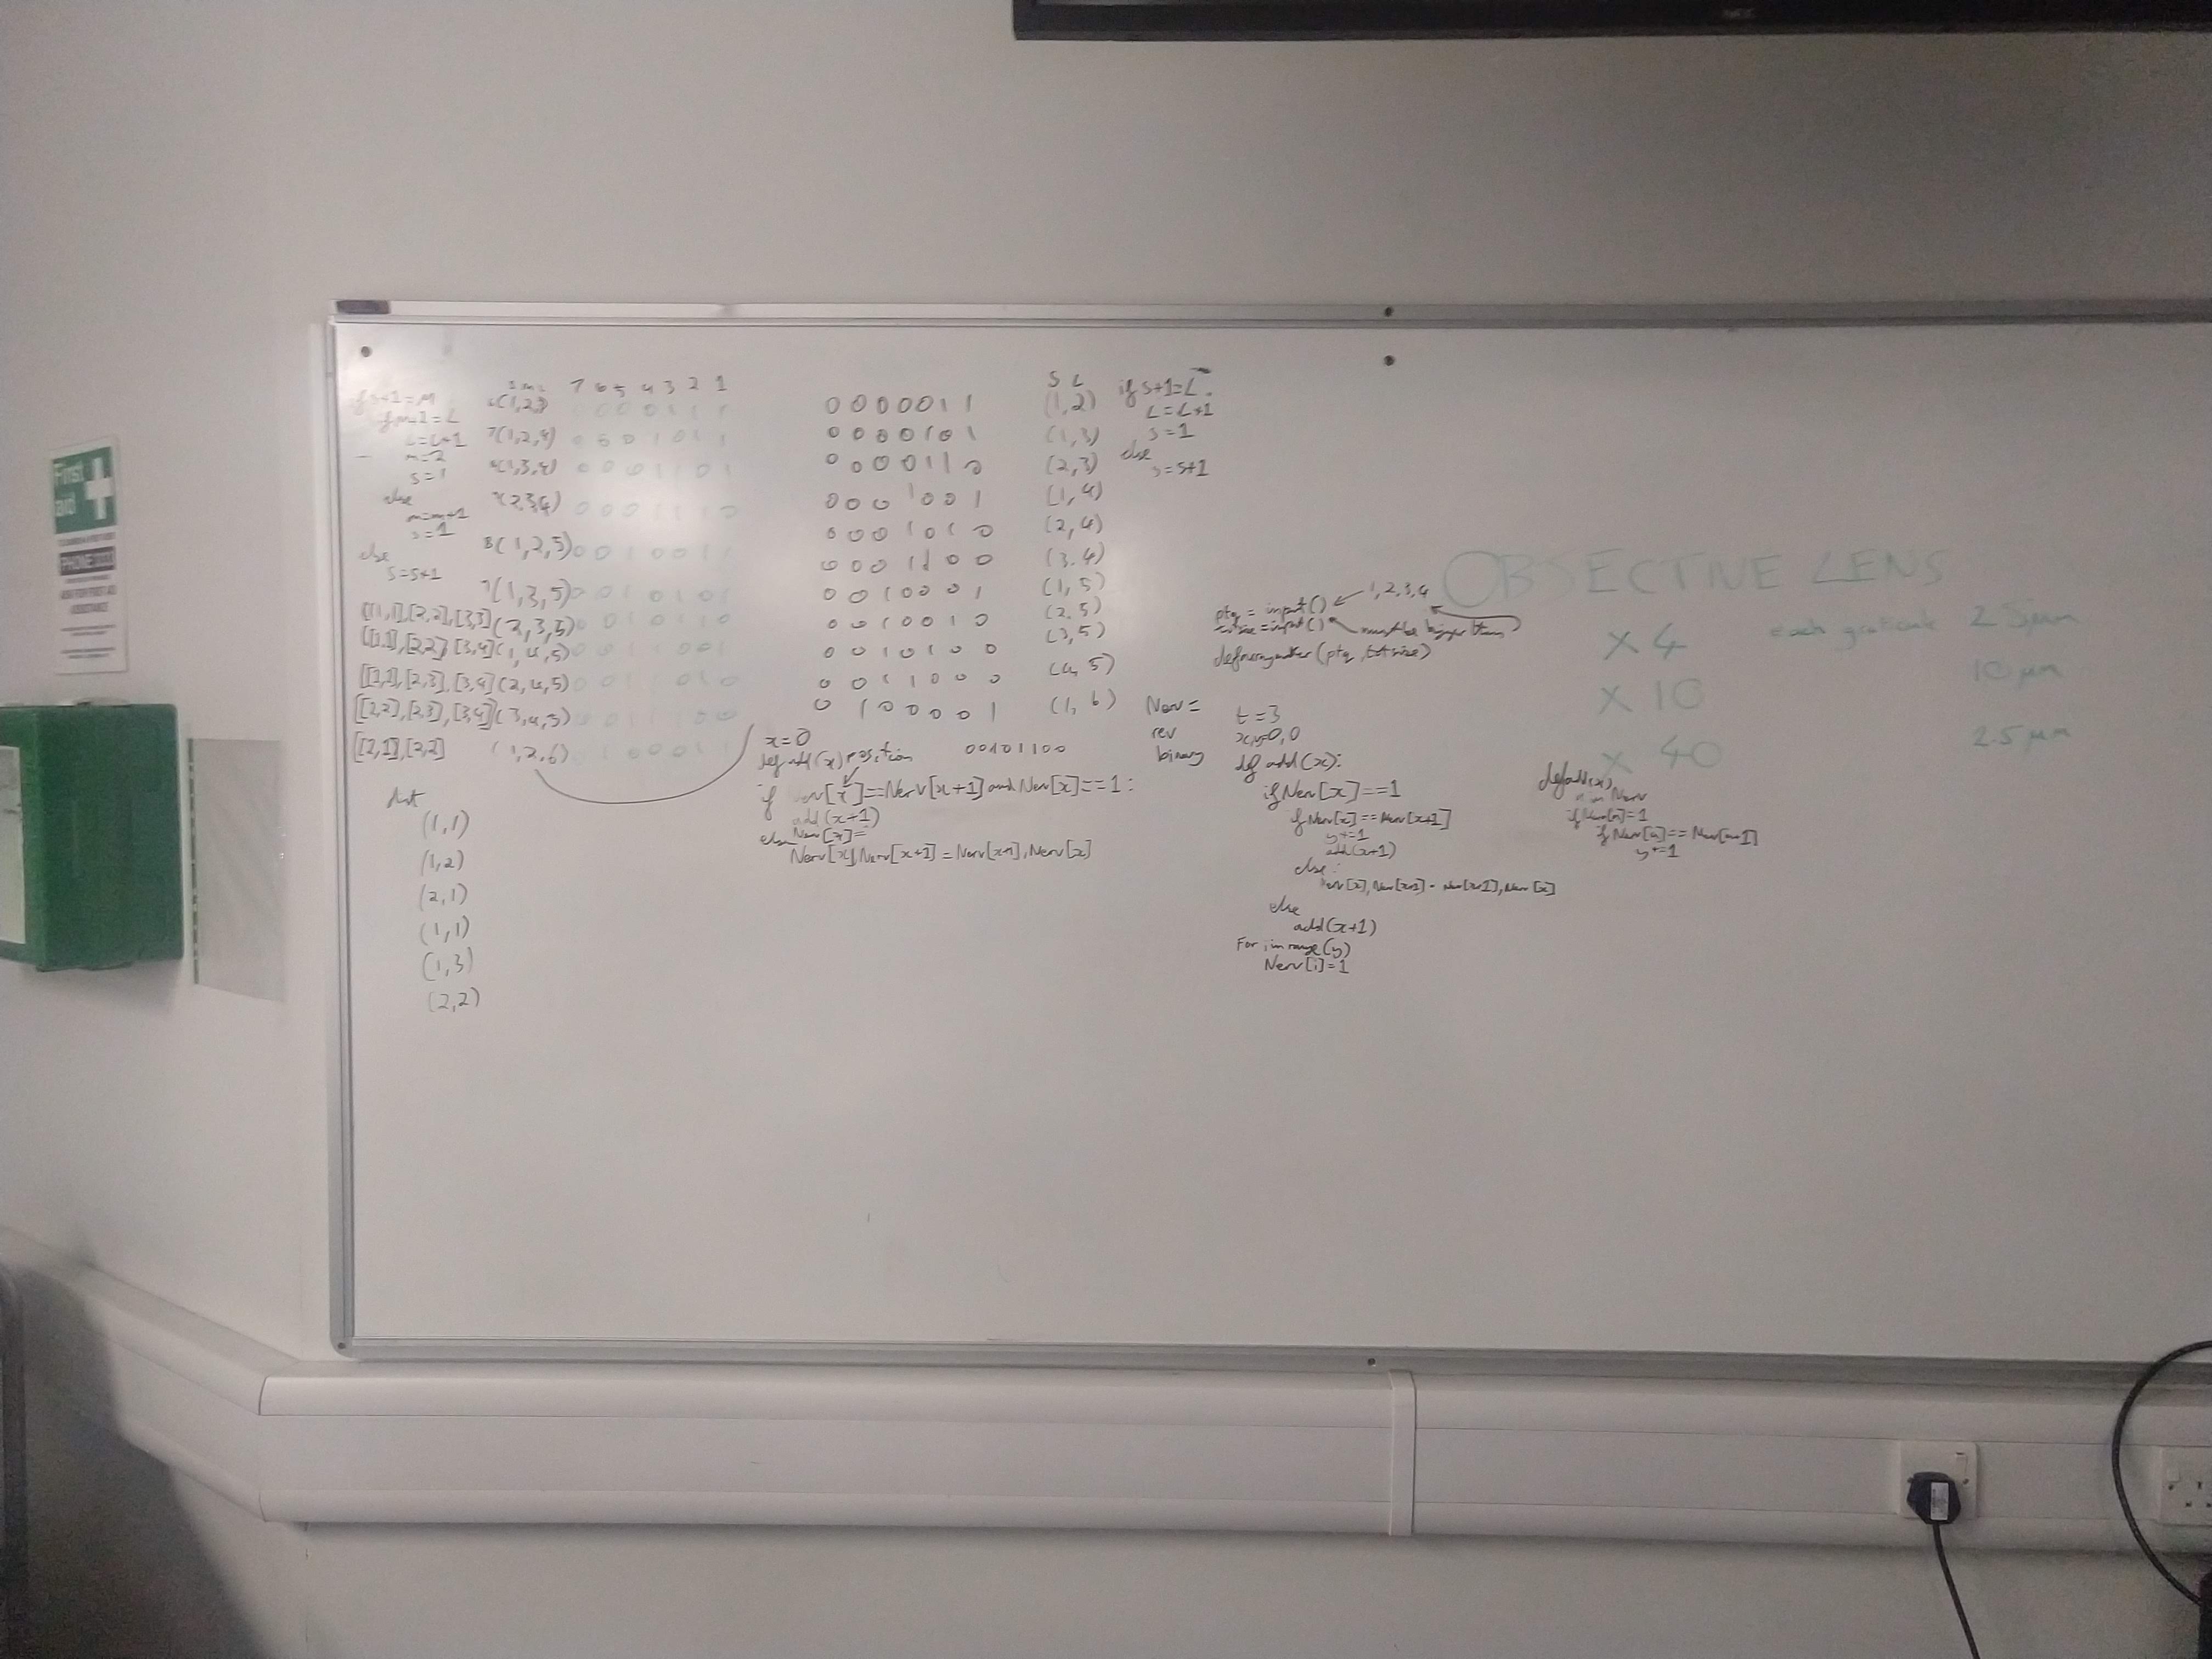 First
aid
7 6 5 4 3 2 1
if s+1=M
if m+1=L
L=L+1
m=2
s=1
else
m=m+1
s=1
else
s=s+1
(1,2,3) 0 0 0 0 1 1 1
7(1,2,4) 0 0 0 1 0 1 1
(1,3,4) 0 0 0 1 1 0 1
(2,3,4) 0 0 0 1 1 1 0
8(1,2,5) 0 0 1 0 0 1 1
(1,3,5) 0 0 1 0 1 0 1
[[1,1],[2,2],[3,3] (2,3,5) 0 0 1 0 1 1 0
[[1,1],[2,2],[3,4] (1,4,5) 0 0 1 1 0 0 1
[[1,1],[2,3],[3,4] (2,4,5) 0 0 1 1 0 1 0
[[2,2],[2,3],[3,4]] (3,4,5) 0 0 1 1 1 0 0
[[2,1],[2,2] (1,2,6) 0 1 0 0 0 1 1
(1,1)
(1,2)
(2,1)
(1,1)
(1,3)
(2,2)
S L
0 0 0 0 0 1 1 (1,2)
0 0 0 0 1 0 1 (1,3)
0 0 0 0 1 1 0 (2,3)
0 0 0 1 0 0 1 (1,4)
0 0 0 1 0 1 0 (2,4)
0 0 0 1 1 0 0 (3,4)
0 0 1 0 0 0 1 (1,5)
0 0 1 0 0 1 0 (2,5)
0 0 1 0 1 0 0 (3,5)
0 0 1 1 0 0 0 (4,5)
0 1 0 0 0 0 1 (1,6)
if s+1=L
L=L+1
s=1
else
s=s+1
x=0
def add(x) position 00101100
if Nerv[x]==Nerv[x+1] and Nerv[x]==1:
add(x+1)
else Nerv[x]=
Nerv[x],Nerv[x+1]=Nerv[x+1],Nerv[x]
ptq = input() 1,2,3,4
totsize=input() must be bigger than
(ptq, totsize)
Nerv =
rev
binary
t=3
x,y=0,0
def add(x):
if Nerv[x]==1
if Nerv[x]==Nerv[x+1]
y+=1
add(x+1)
else:
Nerv[x],Nerv[x+1]=Nerv[x+1],Nerv[x]
else
add(x+1)
For i in range(y)
Nerv[i]=1
def add(x)
in Nerv
if Nerv[n]=1
if Nerv[n]==Nerv[n+1]
y+=1
OBJECTIVE LENS
x 4 each graticule 25µm
x 10 10µm
x 40 2.5µm